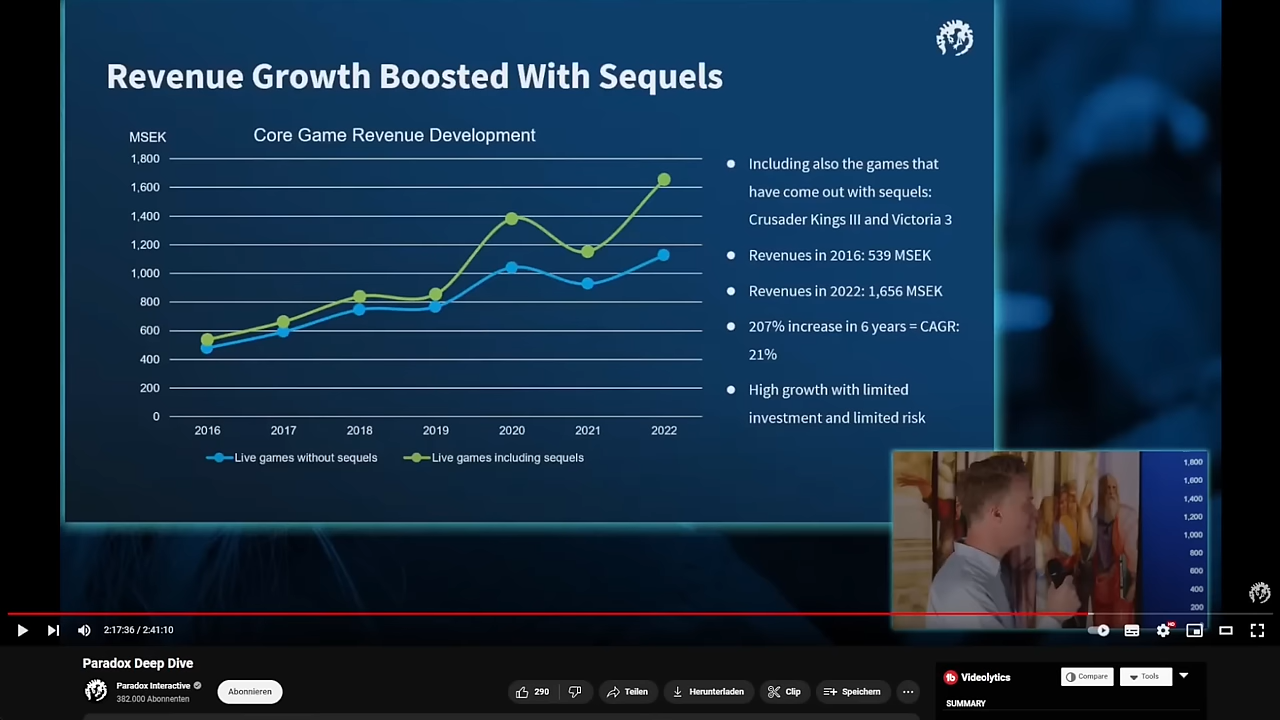 Revenue Growth Boosted With Sequels
MSEK
Core Game Revenue Development
1,800
1,600
1,400
1,200
1,000
800
600
400
200
0
2016 2017 2018 2019 2020 2021 2022
Live games without sequels
Live games including sequels
Including also the games that
have come out with sequels:
Crusader Kings III and Victoria 3
Revenues in 2016: 539 MSEK
Revenues in 2022: 1,656 MSEK
207% increase in 6 years = CAGR:
21%
High growth with limited
investment and limited risk
1,800
1,600
1,400
1,200
1,000
800
600
400
200
2:17:36 / 2:41:10
HD
Paradox Deep Dive
Paradox Interactive
382.000 Abonnenten
Abonnieren
290
Teilen
Herunterladen
Clip
Speichern
Videolytics
Compare
Tools
SUMMARY